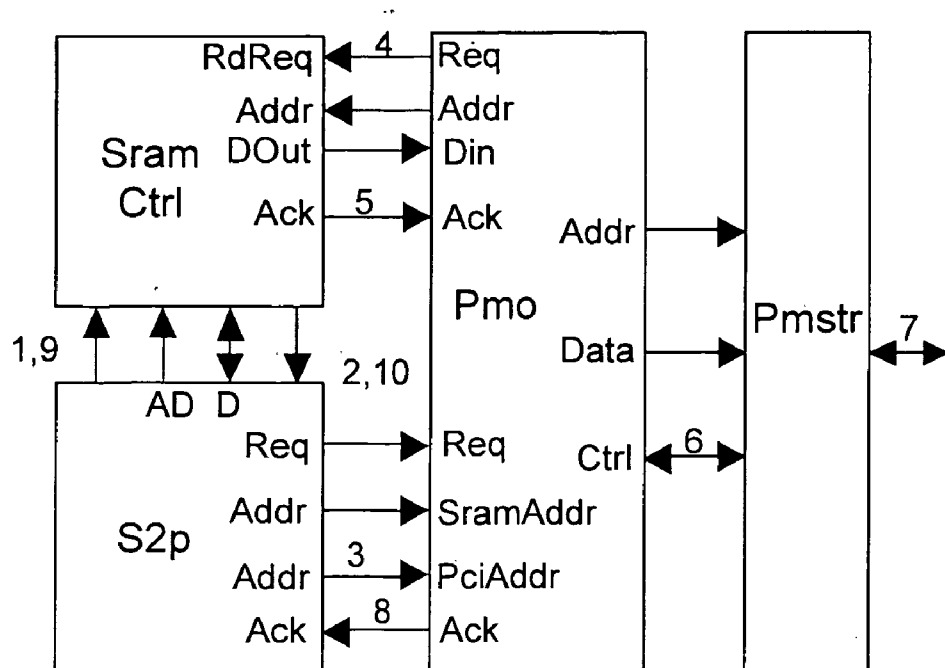 RdReq 4 Req
Addr Addr
Sram Ctrl
DOut Din
Ack 5 Ack
Addr
Pmo
Pmstr
7
Data
1,9
2,10
AD D
Req Req
Ctrl 6
Addr SramAddr
S2p
Addr 3 PciAddr
Ack 8 Ack